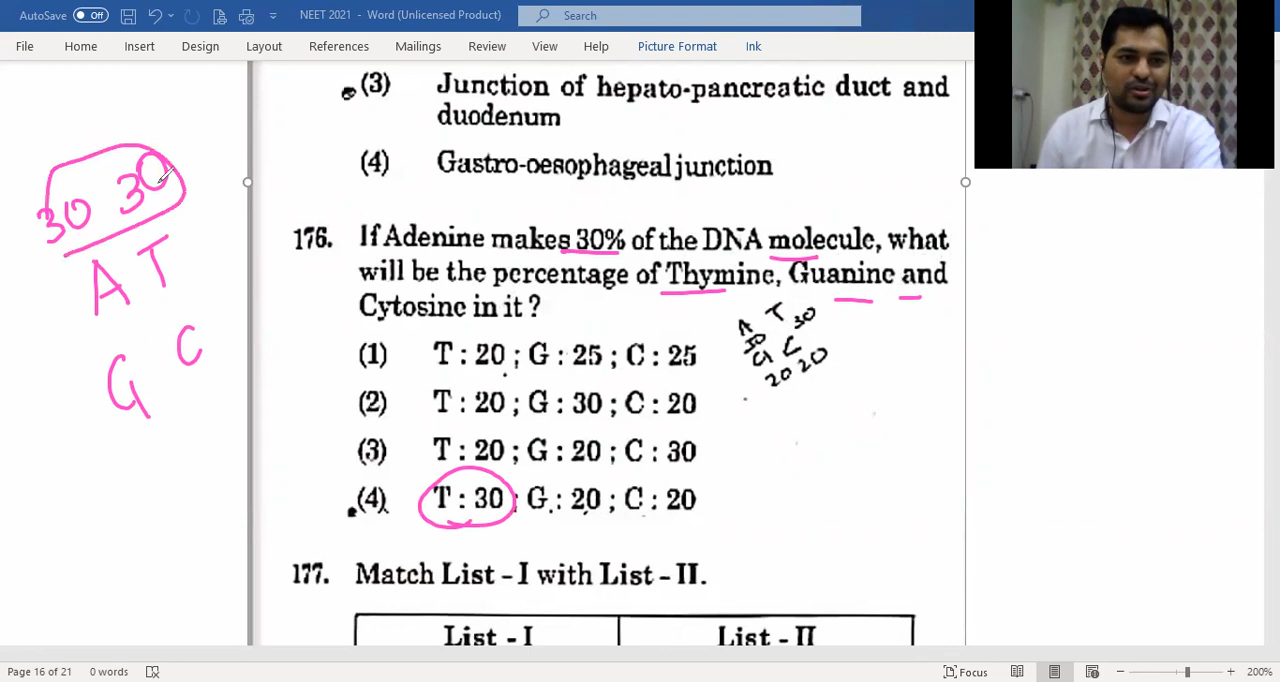 AutoSave Off NEET 2021 - Word (Unlicensed Product) Search
File Home Insert Design Layout References Mailings Review View Help Picture Format Ink
(3) Junction of hepato-pancreatic duct and
duodenum
(4) Gastro-oesophageal junction
30 30
A T
G C
176. If Adenine makes 30% of the DNA molecule, what
will be the percentage of Thymine, Guanine and
Cytosine in it ?
A T 30
G C
20 20
(1) T : 20 ; G : 25 ; C : 25
(2) T : 20 ; G : 30 ; C : 20
(3) T : 20 ; G : 20 ; C : 30
(4) T : 30 ; G : 20 ; C : 20
177. Match List - I with List - II.
List - I List - II
Page 16 of 21 0 words Focus 200%